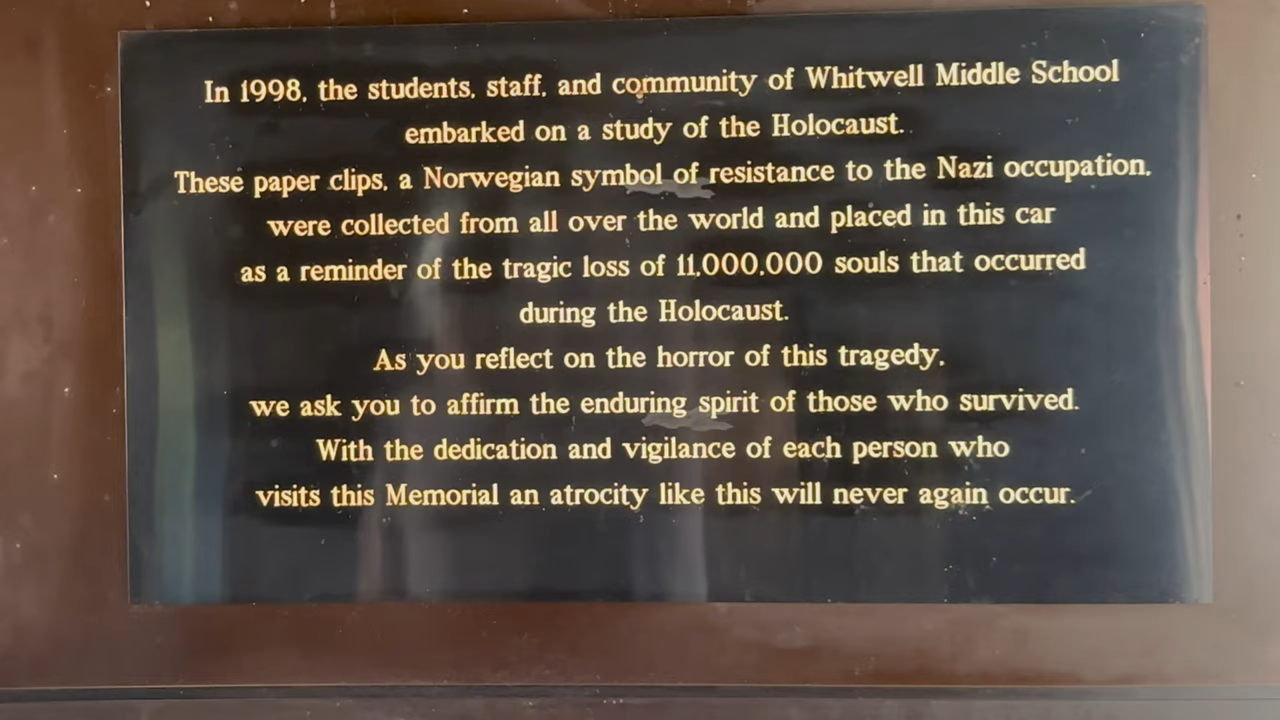 In 1998, the students, staff, and community of Whitwell Middle School
embarked on a study of the Holocaust.
These paper clips, a Norwegian symbol of resistance to the Nazi occupation,
were collected from all over the world and placed in this car
as a reminder of the tragic loss of 11,000,000 souls that occurred
during the Holocaust.
As you reflect on the horror of this tragedy,
we ask you to affirm the enduring spirit of those who survived.
With the dedication and vigilance of each person who
visits this Memorial an atrocity like this will never again occur.